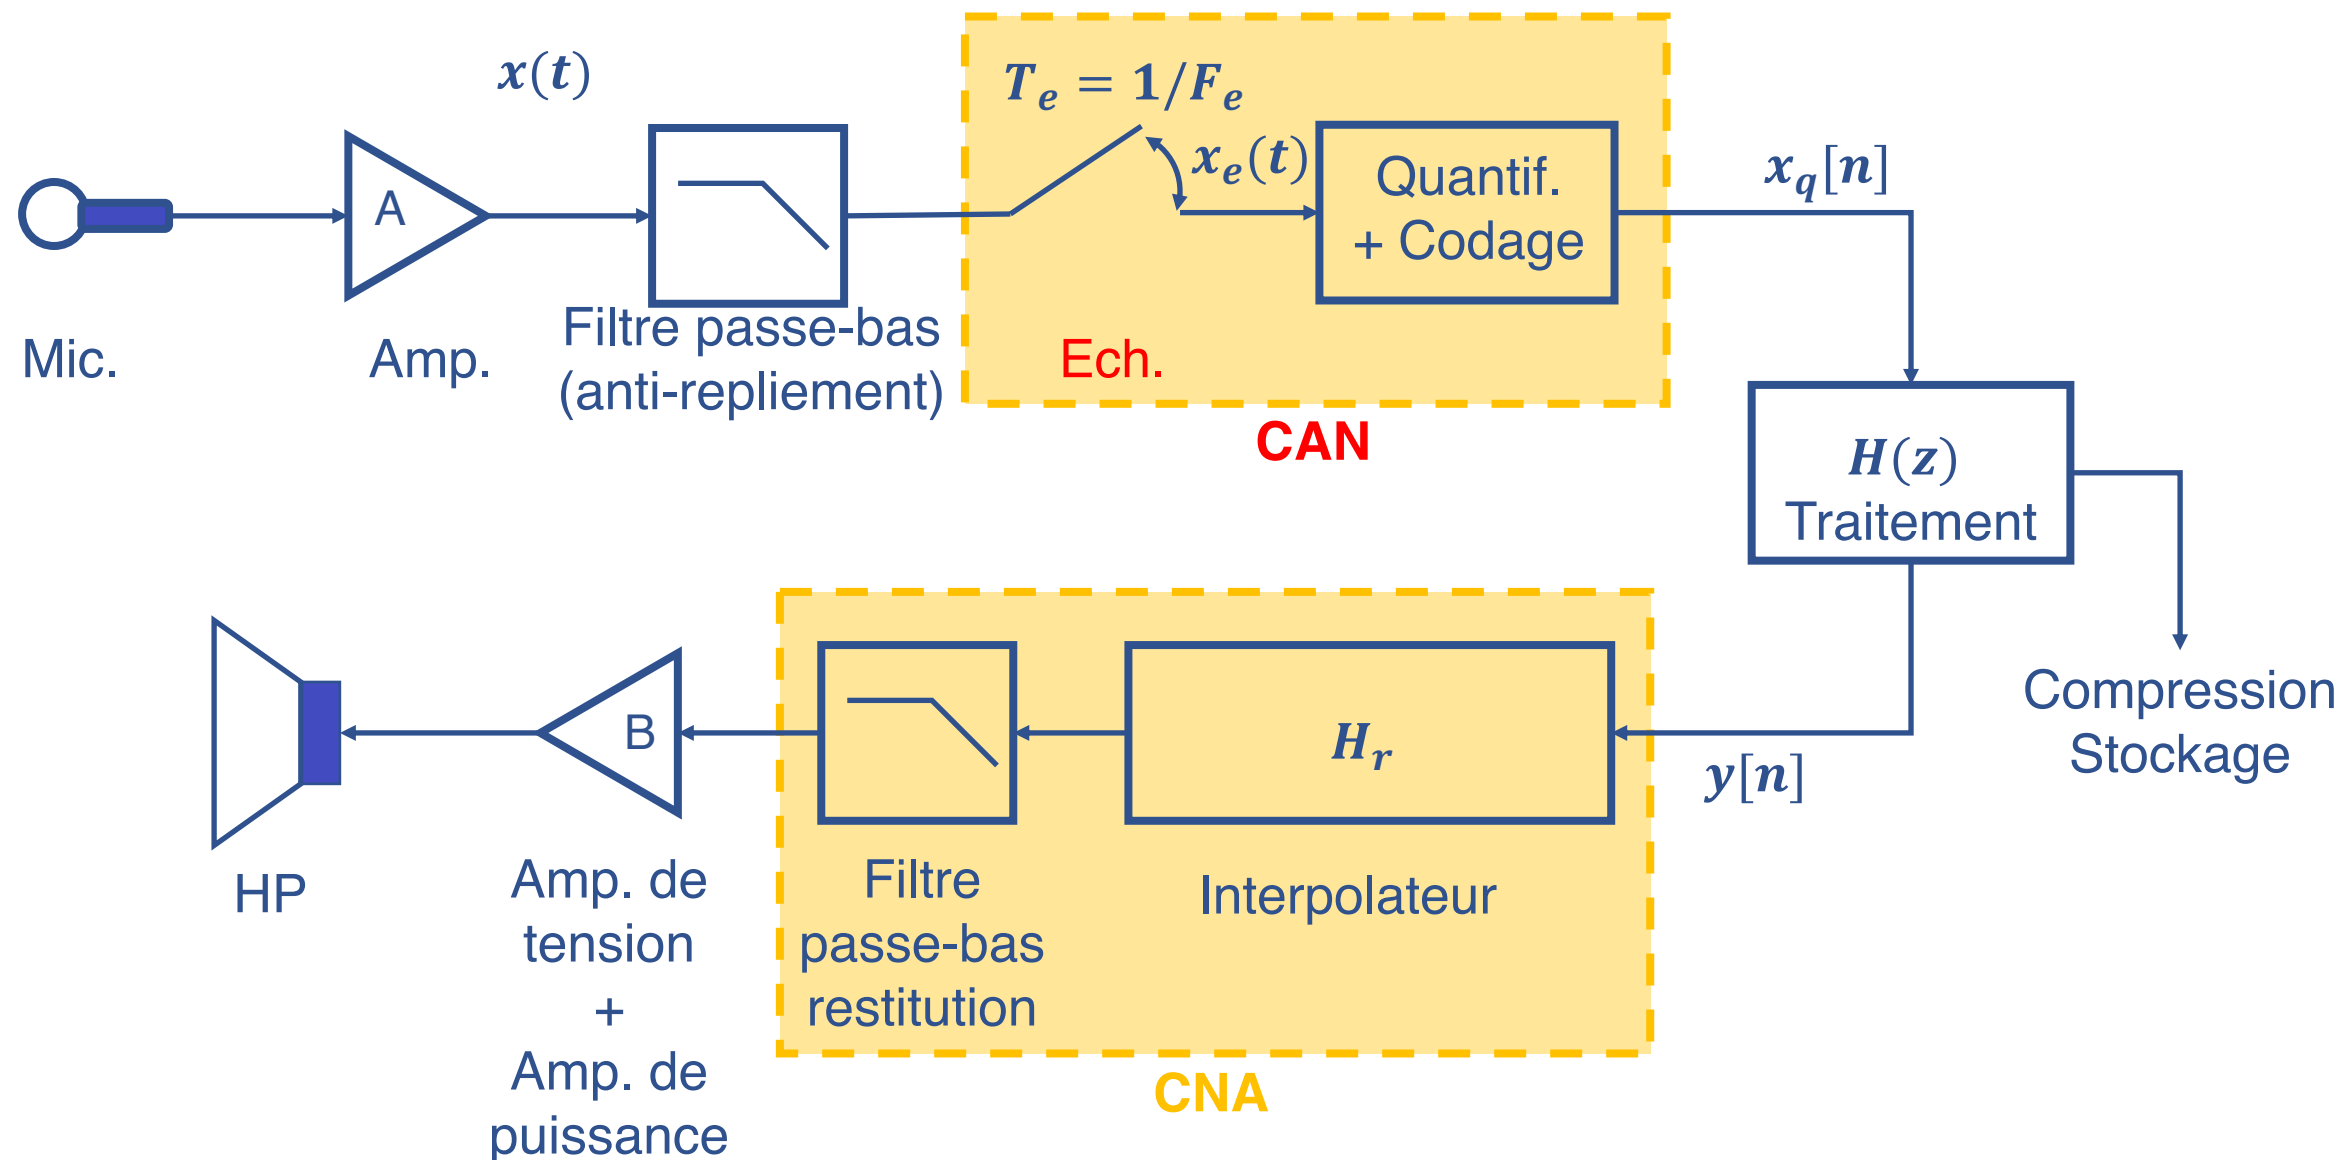 x(t)
T_e = 1/F_e
x_e(t)
A
Quantif.
+ Codage
x_q[n]
Mic.
Amp.
Filtre passe-bas
(anti-repliement)
Ech.
CAN
H(z)
Traitement
Compression
Stockage
y[n]
H_r
B
HP
Amp. de
tension
+
Amp. de
puissance
Filtre
passe-bas
restitution
Interpolateur
CNA